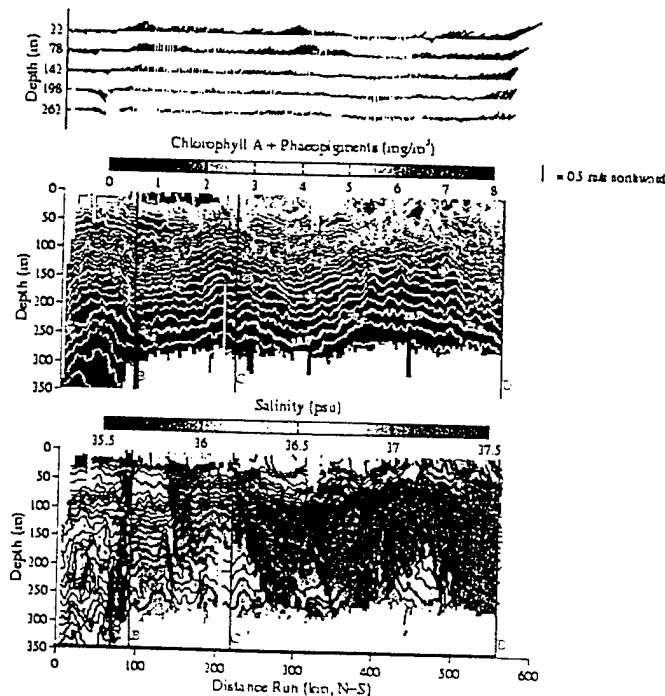 Depth (m)
22
78
142
198
262
Chlorophyll A + Phaeopigments (mg/m³)
0 1 2 3 4 5 6 7 8
= 0.5 m/s northward
Depth (m)
0
50
100
150
200
250
300
350
B C D
Salinity (psu)
35.5 36 36.5 37 37.5
Depth (m)
0
50
100
150
200
250
300
350
B C D
0 100 200 300 400 500 600
Distance Run (km, N–S)